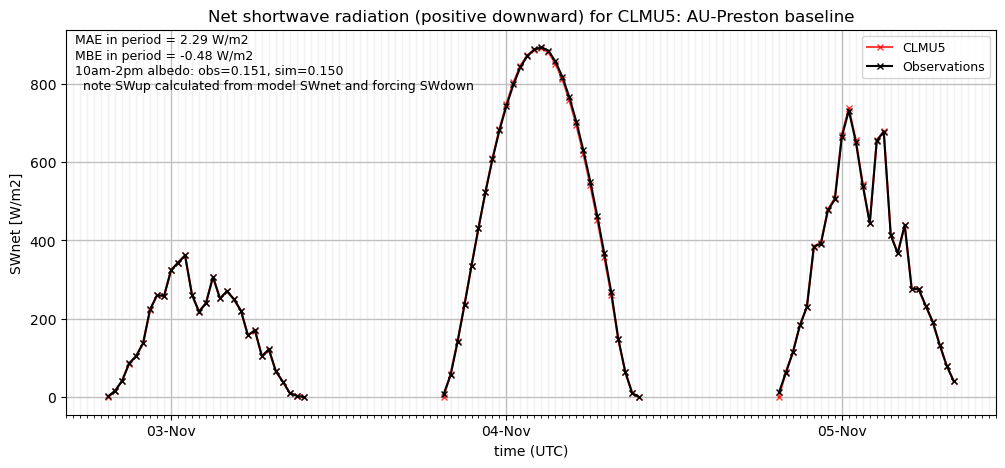 Net shortwave radiation (positive downward) for CLMU5: AU-Preston baseline
MAE in period = 2.29 W/m2
MBE in period = -0.48 W/m2
10am-2pm albedo: obs=0.151, sim=0.150
note SWup calculated from model SWnet and forcing SWdown
CLMU5
Observations
SWnet [W/m2]
800
600
400
200
0
03-Nov
04-Nov
05-Nov
time (UTC)